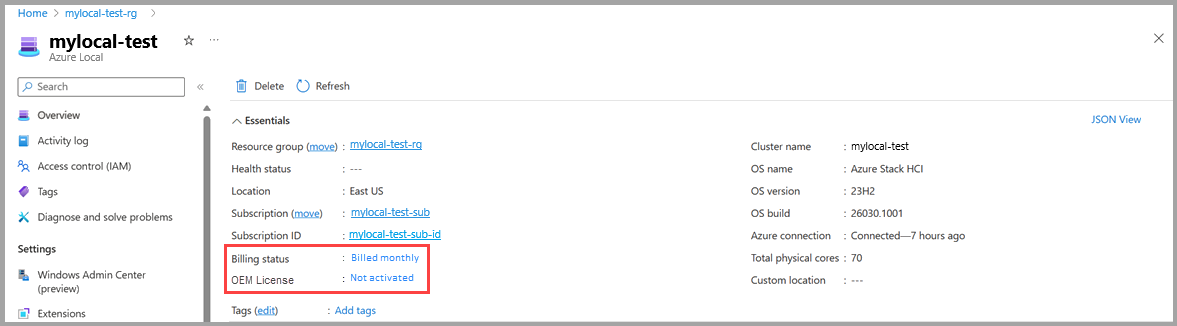 Home > mylocal-test-rg >
mylocal-test
Azure Local
Search
Overview
Activity log
Access control (IAM)
Tags
Diagnose and solve problems
Settings
Windows Admin Center
(preview)
Extensions
Delete Refresh
Essentials
JSON View
Resource group (move) : mylocal-test-rg
Health status : ---
Location : East US
Subscription (move) : mylocal-test-sub
Subscription ID : mylocal-test-sub-id
Billing status : Billed monthly
OEM License : Not activated
Tags (edit) : Add tags
Cluster name : mylocal-test
OS name : Azure Stack HCI
OS version : 23H2
OS build : 26030.1001
Azure connection : Connected—7 hours ago
Total physical cores : 70
Custom location : ---